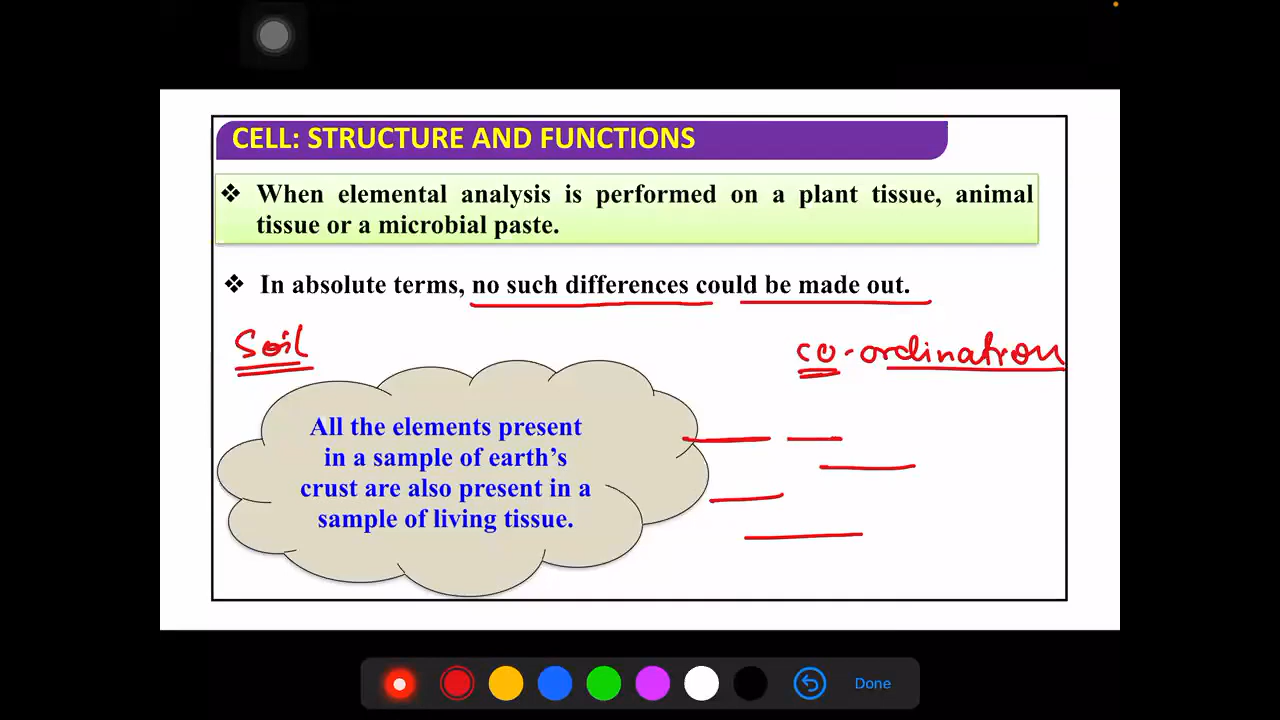 CELL: STRUCTURE AND FUNCTIONS
❖ When elemental analysis is performed on a plant tissue, animal
tissue or a microbial paste.
❖ In absolute terms, no such differences could be made out.
Soil
co-ordination
All the elements present
in a sample of earth’s
crust are also present in a
sample of living tissue.
Done